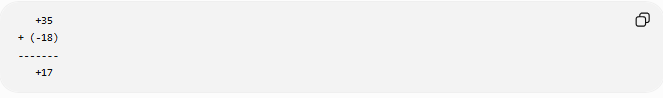 +35
+ (-18)
-------
+17